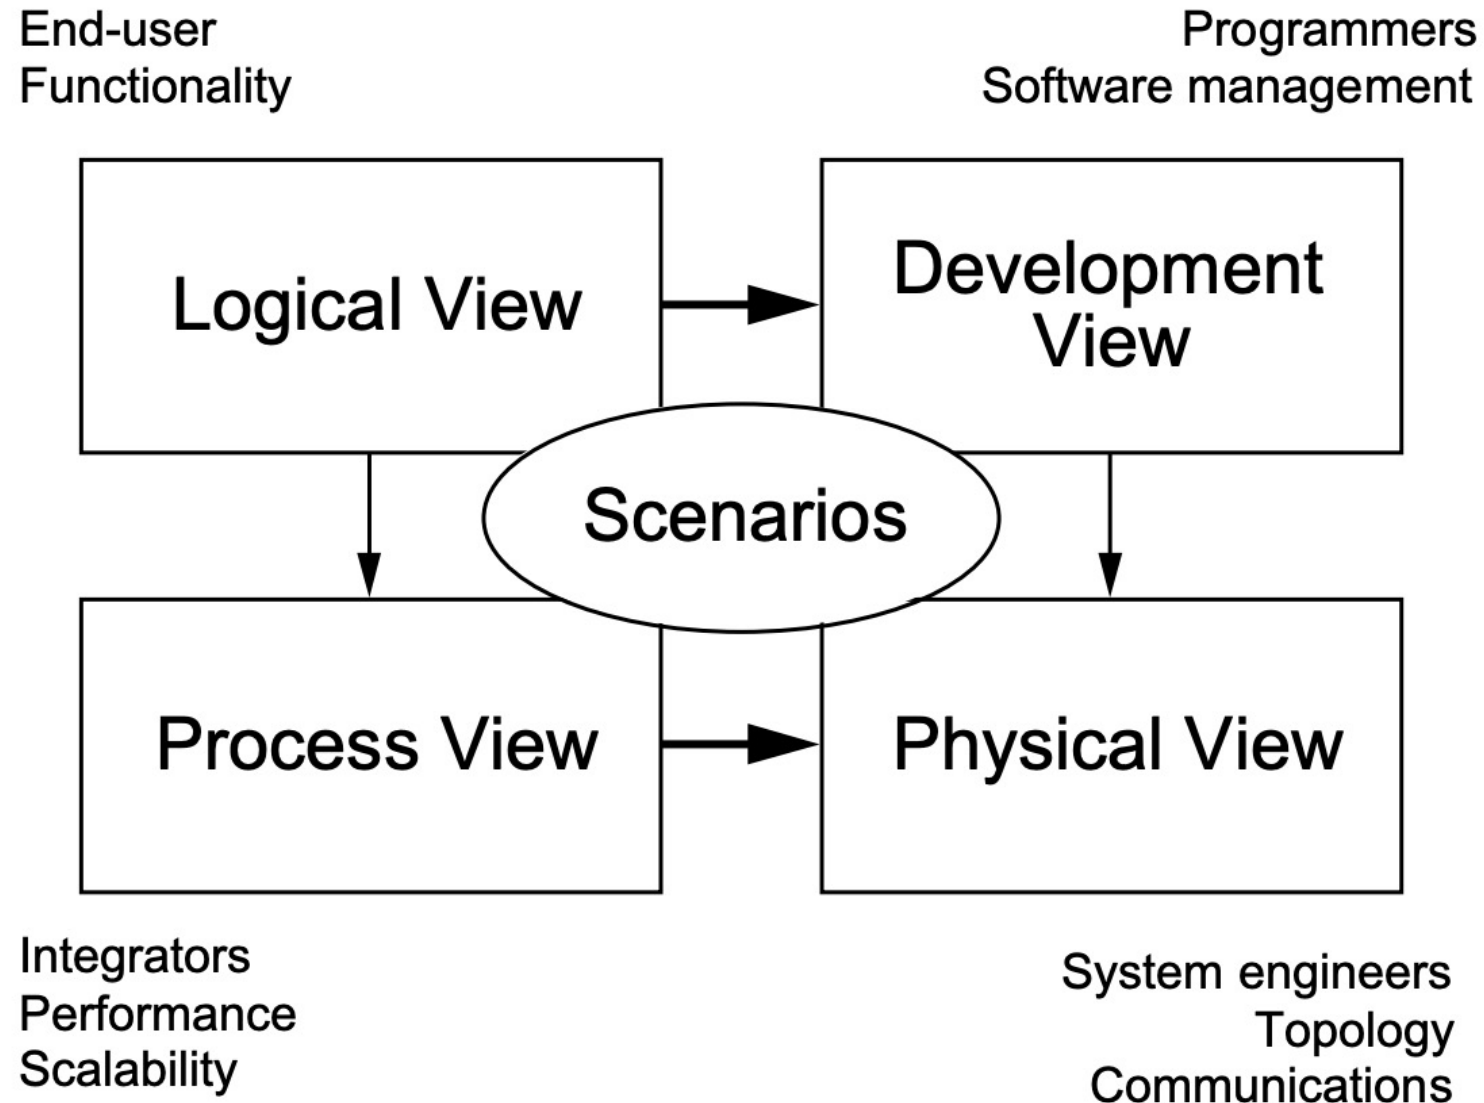 End-user
Functionality
Programmers
Software management
Logical View
Development
View
Scenarios
Process View
Physical View
Integrators
Performance
Scalability
System engineers
Topology
Communications